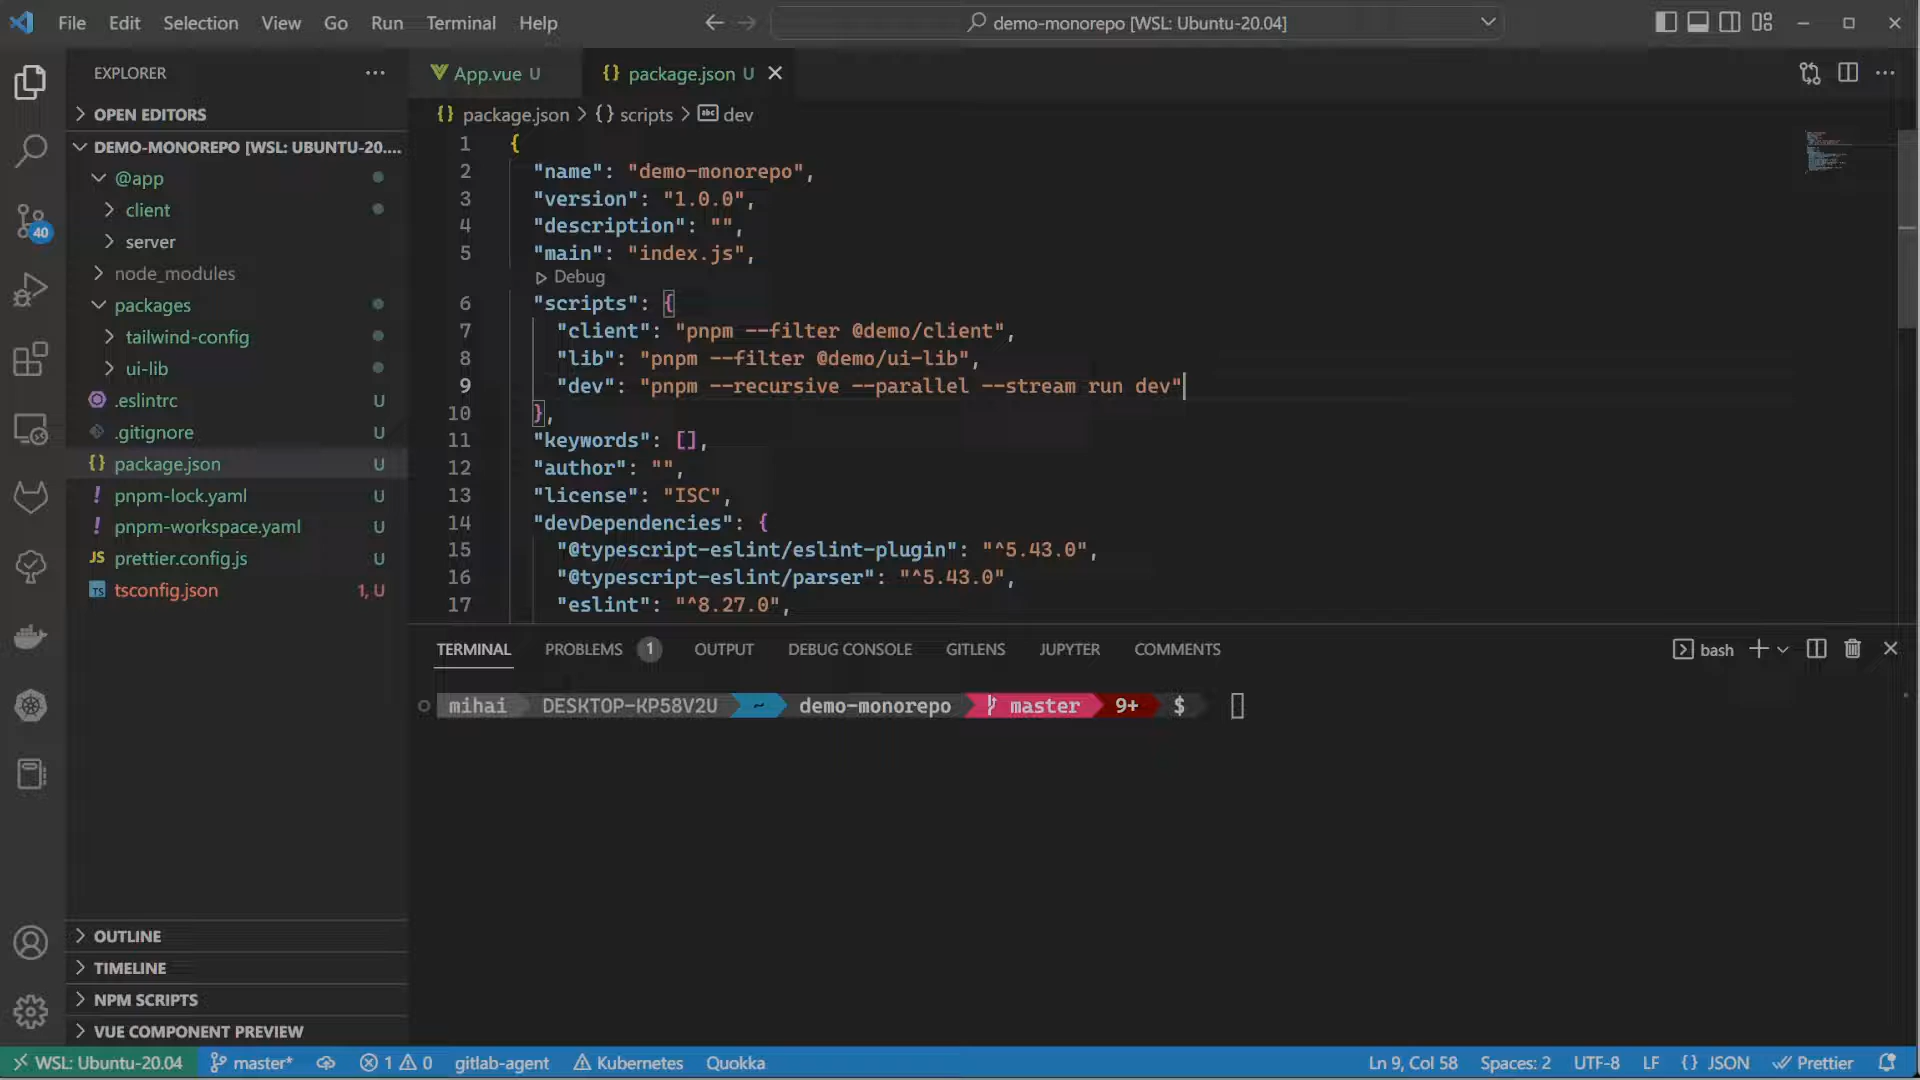 File Edit Selection View Go Run Terminal Help
demo-monorepo [WSL: Ubuntu-20.04]
EXPLORER
OPEN EDITORS
DEMO-MONOREPO [WSL: UBUNTU-20....
@app
client
server
node_modules
packages
tailwind-config
ui-lib
.eslintrc U
.gitignore U
package.json U
pnpm-lock.yaml U
pnpm-workspace.yaml U
JS prettier.config.js U
TS tsconfig.json 1, U
40
OUTLINE
TIMELINE
NPM SCRIPTS
VUE COMPONENT PREVIEW
App.vue U
{} package.json U
{} package.json > {} scripts > abc dev
1 {
2 "name": "demo-monorepo",
3 "version": "1.0.0",
4 "description": "",
5 "main": "index.js",
Debug
6 "scripts": {
7 "client": "pnpm --filter @demo/client",
8 "lib": "pnpm --filter @demo/ui-lib",
9 "dev": "pnpm --recursive --parallel --stream run dev"
10 },
11 "keywords": [],
12 "author": "",
13 "license": "ISC",
14 "devDependencies": {
15 "@typescript-eslint/eslint-plugin": "^5.43.0",
16 "@typescript-eslint/parser": "^5.43.0",
17 "eslint": "^8.27.0",
TERMINAL PROBLEMS 1 OUTPUT DEBUG CONSOLE GITLENS JUPYTER COMMENTS
bash
mihai DESKTOP-KP58V2U ~ demo-monorepo master 9+ $
WSL: Ubuntu-20.04 master* 1 0 gitlab-agent Kubernetes Quokka
Ln 9, Col 58 Spaces: 2 UTF-8 LF {} JSON Prettier